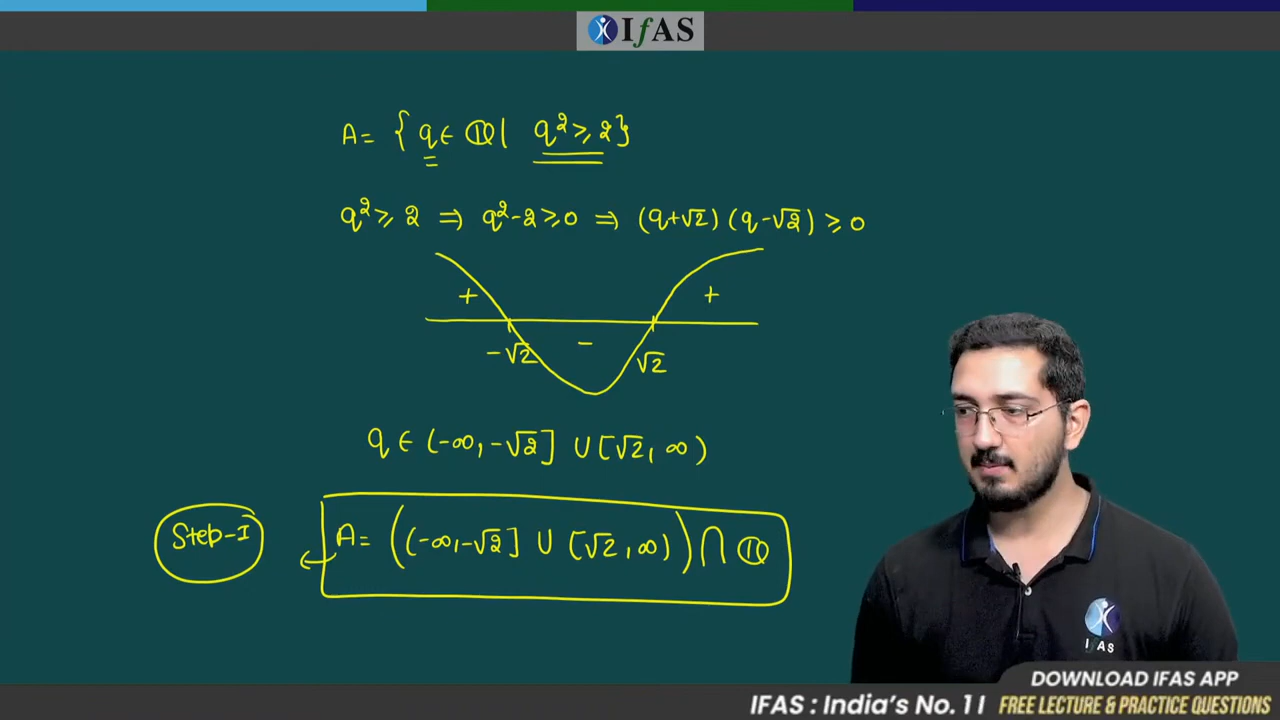 IfAS
A = { q ∈ ℚ | q² ≥ 2}
q² ≥ 2 ⇒ q² - 2 ≥ 0 ⇒ (q+√2) (q-√2) ≥ 0
+ +
-
-√2 √2
q ∈ (-∞, -√2] ∪ [√2, ∞)
Step-I A = ((-∞, -√2] ∪ [√2, ∞)) ∩ ℚ
IFAS
DOWNLOAD IFAS APP
IFAS : India's No. 1 I FREE LECTURE & PRACTICE QUESTIONS